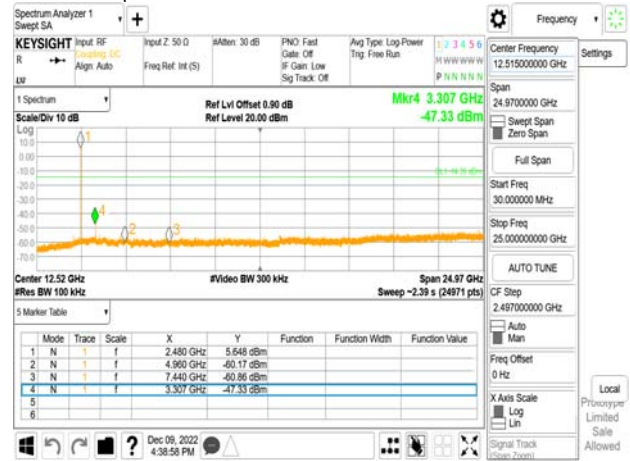 Spectrum Analyzer 1
Swept SA
+
Frequency
KEYSIGHT
R
LV
Input: RF
Coupling: DC
Align: Auto
Input Z: 50 Ω
Freq Ref: Int (S)
#Atten: 30 dB
PNO: Fast
Gate: Off
IF Gain: Low
Sig Track: Off
Avg Type: Log-Power
Trig: Free Run
1 2 3 4 5 6
M W W W W W
P N N N N N
Center Frequency
12.515000000 GHz
Settings
Span
24.9700000 GHz
Swept Span
Zero Span
Full Span
Start Freq
30.000000 MHz
Stop Freq
25.000000000 GHz
AUTO TUNE
CF Step
2.497000000 GHz
Auto
Man
Freq Offset
0 Hz
X Axis Scale
Log
Lin
Signal Track
(Span Zoom)
Local
Prototype
Limited
Sale
Allowed
1 Spectrum
Scale/Div 10 dB
Ref Lvl Offset 0.90 dB
Ref Level 20.00 dBm
Mkr4 3.307 GHz
-47.33 dBm
Log
10.0
0.00
-10.0
-20.0
-30.0
-40.0
-50.0
-60.0
-70.0
1
4
2
3
Center 12.52 GHz
#Res BW 100 kHz
#Video BW 300 kHz
Span 24.97 GHz
Sweep ~2.39 s (24971 pts)
5 Marker Table
Mode Trace Scale X Y Function Function Width Function Value
1 N 1 f 2.480 GHz 5.648 dBm
2 N 1 f 4.960 GHz -60.17 dBm
3 N 1 f 7.440 GHz -60.86 dBm
4 N 1 f 3.307 GHz -47.33 dBm
5
6
?
Dec 09, 2022
4:38:58 PM